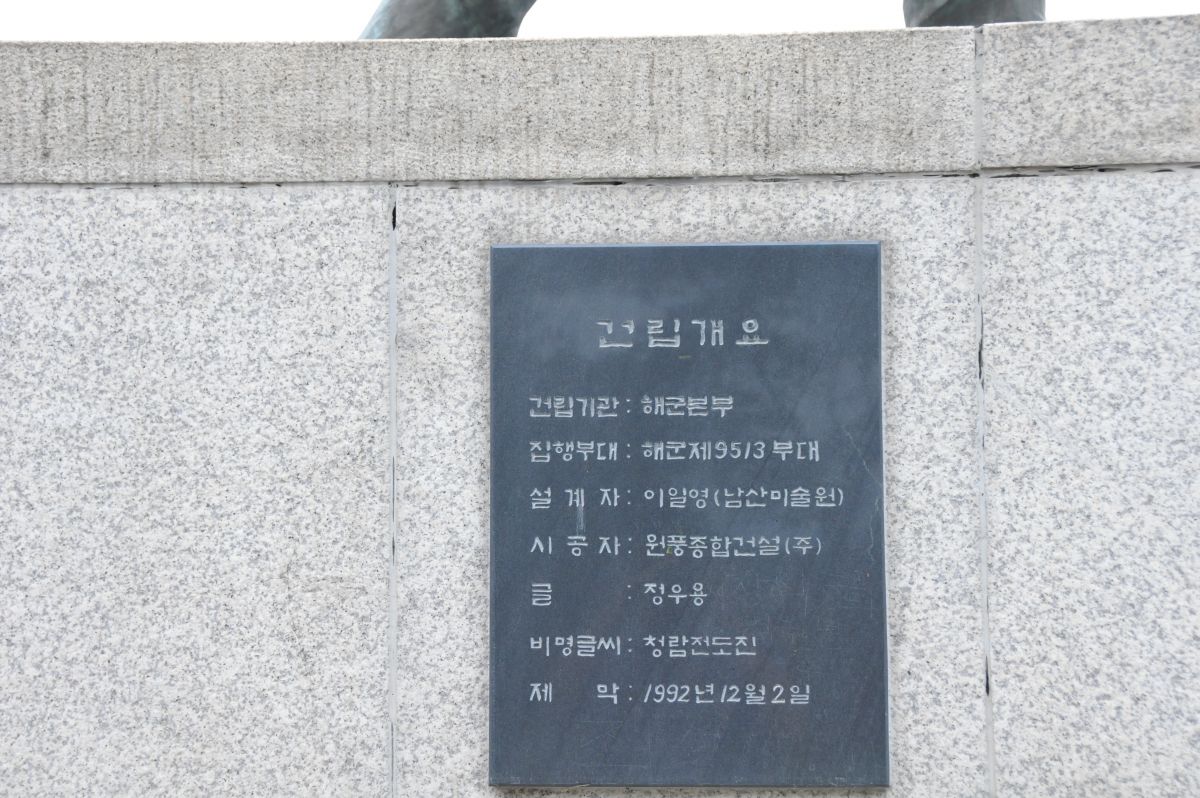 건립개요
건립기관 : 해군본부
집행부대 : 해군제9513부대
설계자 : 이일영(남산미술원)
시공자 : 원풍종합건설(주)
글 : 정우용
비명글씨 : 청람전도진
제막 : 1992년 12월 2일